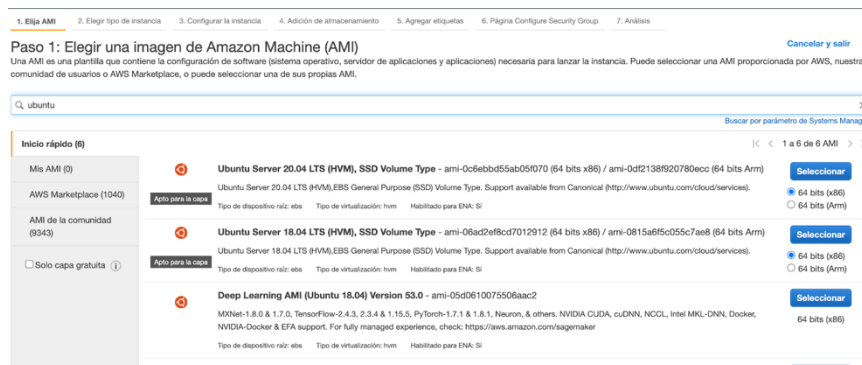 1. Elija AMI 2. Elegir tipo de instancia 3. Configurar la instancia 4. Adición de almacenamiento 5. Agregar etiquetas 6. Página Configure Security Group 7. Análisis
Paso 1: Elegir una imagen de Amazon Machine (AMI) Cancelar y salir
Una AMI es una plantilla que contiene la configuración de software (sistema operativo, servidor de aplicaciones y aplicaciones) necesaria para lanzar la instancia. Puede seleccionar una AMI proporcionada por AWS, nuestra
comunidad de usuarios o AWS Marketplace, o puede seleccionar una de sus propias AMI.
ubuntu
Buscar por parámetro de Systems Manag
Inicio rápido (6) 1 a 6 de 6 AMI
Mis AMI (0)
AWS Marketplace (1040)
AMI de la comunidad
(9343)
Solo capa gratuita
Ubuntu Server 20.04 LTS (HVM), SSD Volume Type - ami-0c6ebbd55ab05f070 (64 bits x86) / ami-0df2138f920780ecc (64 bits Arm)
Seleccionar
Apto para la capa
Ubuntu Server 20.04 LTS (HVM),EBS General Purpose (SSD) Volume Type. Support available from Canonical (http://www.ubuntu.com/cloud/services).
Tipo de dispositivo raíz: ebs Tipo de virtualización: hvm Habilitado para ENA: Sí
64 bits (x86)
64 bits (Arm)
Ubuntu Server 18.04 LTS (HVM), SSD Volume Type - ami-06ad2ef8cd7012912 (64 bits x86) / ami-0815a6f5c055c7ae8 (64 bits Arm)
Seleccionar
Apto para la capa
Ubuntu Server 18.04 LTS (HVM),EBS General Purpose (SSD) Volume Type. Support available from Canonical (http://www.ubuntu.com/cloud/services).
Tipo de dispositivo raíz: ebs Tipo de virtualización: hvm Habilitado para ENA: Sí
64 bits (x86)
64 bits (Arm)
Deep Learning AMI (Ubuntu 18.04) Version 53.0 - ami-05d0610075506aac2
Seleccionar
MXNet-1.8.0 & 1.7.0, TensorFlow-2.4.3, 2.3.4 & 1.15.5, PyTorch-1.7.1 & 1.8.1, Neuron, & others. NVIDIA CUDA, cuDNN, NCCL, Intel MKL-DNN, Docker,
NVIDIA-Docker & EFA support. For fully managed experience, check: https://aws.amazon.com/sagemaker
64 bits (x86)
Tipo de dispositivo raíz: ebs Tipo de virtualización: hvm Habilitado para ENA: Sí